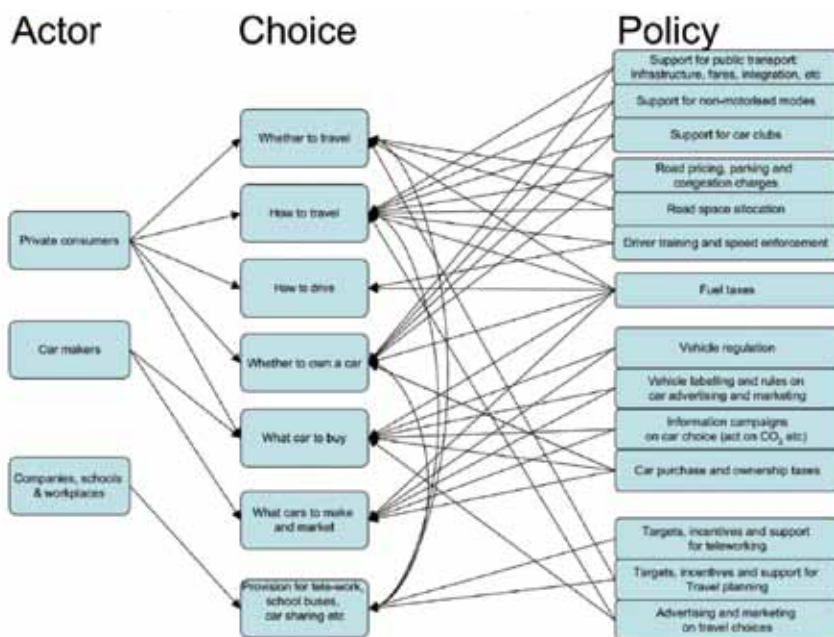 Actor
Choice
Policy
Private consumers
Car makers
Companies, schools
& workplaces
Whether to travel
How to travel
How to drive
Whether to own a car
What car to buy
What cars to make
and market
Provision for tele-work,
school buses,
car sharing etc
Support for public transport:
infrastructure, fares, integration, etc
Support for non-motorised modes
Support for car clubs
Road pricing, parking and
congestion charges
Road space allocation
Driver training and speed enforcement
Fuel taxes
Vehicle regulation
Vehicle labelling and rules on
car advertising and marketing
Information campaigns
on car choice (act on CO₂ etc)
Car purchase and ownership taxes
Targets, incentives and support
for teleworking
Targets, incentives and support for
Travel planning
Advertising and marketing
on travel choices